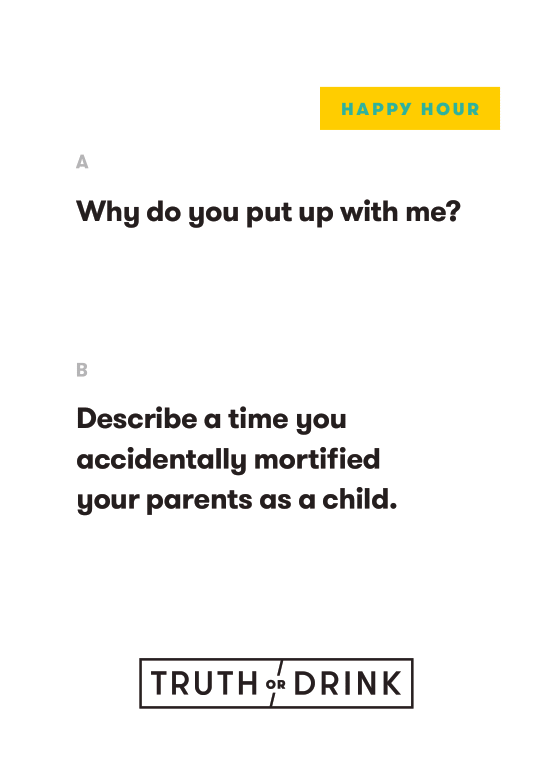 HAPPY HOUR
A
Why do you put up with me?
B
Describe a time you
accidentally mortified
your parents as a child.
TRUTH OR DRINK